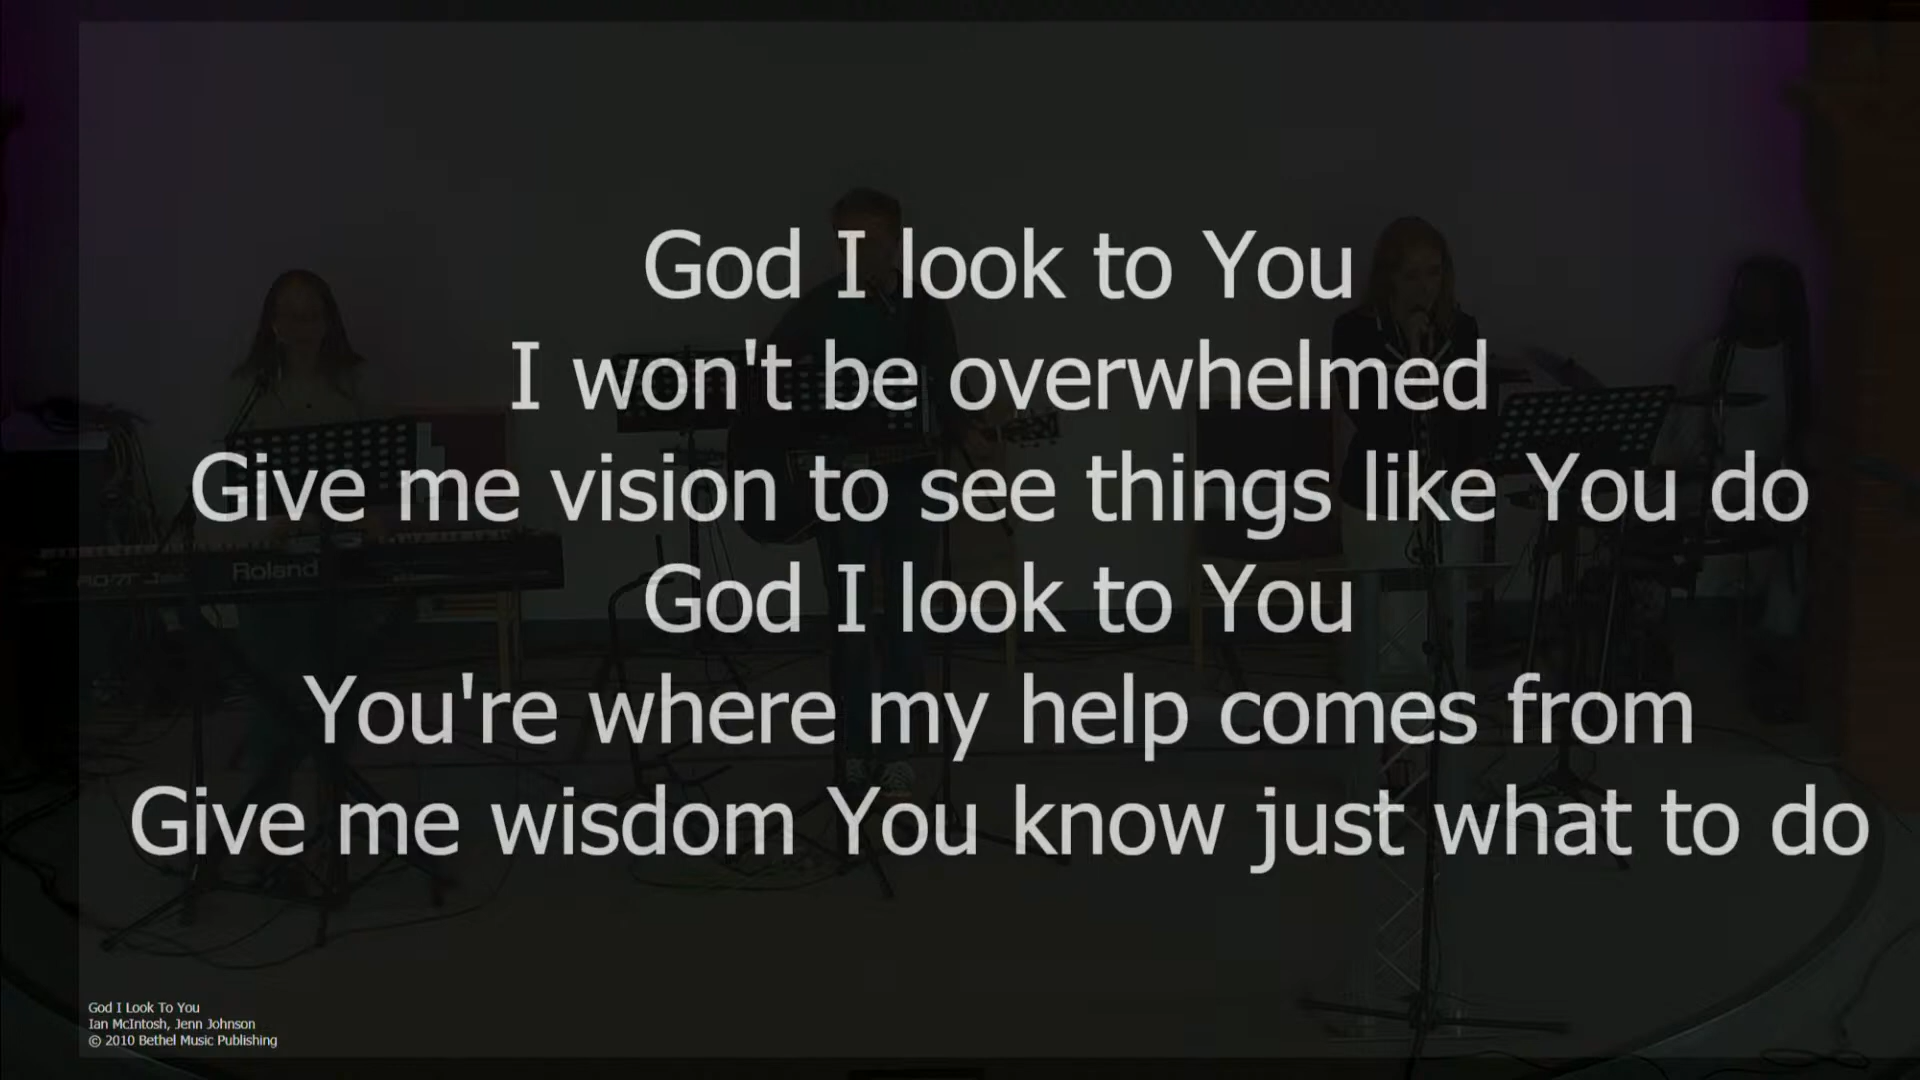 God I look to You
I won't be overwhelmed
Give me vision to see things like You do
God I look to You
You're where my help comes from
Give me wisdom You know just what to do
Roland
God I Look To You
Ian McIntosh, Jenn Johnson
© 2010 Bethel Music Publishing